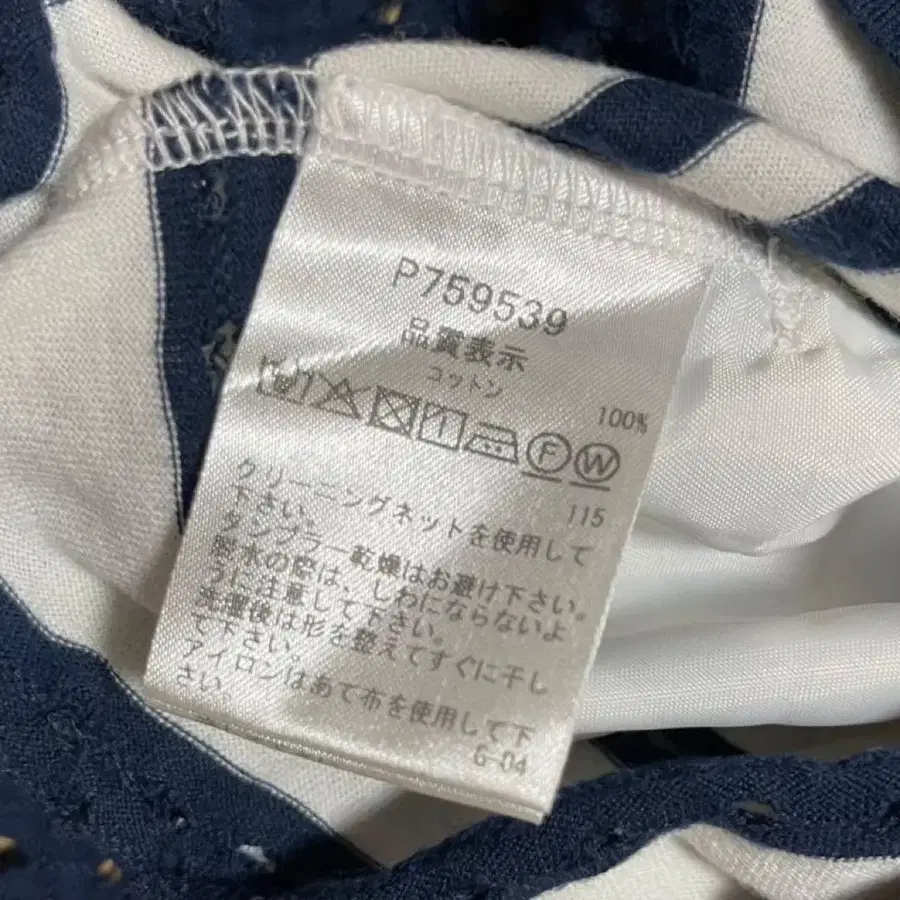 P759539
品質表示
コットン 100%
F W
115
クリーニングネットを使用して
下さい。
タンブラー乾燥はお避け下さい。
脱水の際は、しわにならないよ
うに注意して下さい。
洗濯後は形を整えてすぐに干し
て下さい。
アイロンはあて布を使用して下
さい。
6-04